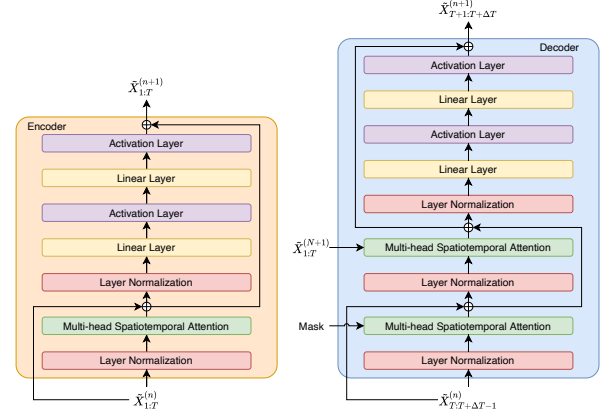 X̃_{1:T}^{(n+1)}
Encoder
Activation Layer
Linear Layer
Activation Layer
Linear Layer
Layer Normalization
Multi-head Spatiotemporal Attention
Layer Normalization
X̃_{1:T}^{(n)}
X̃_{T+1:T+ΔT}^{(n+1)}
Decoder
Activation Layer
Linear Layer
Activation Layer
Linear Layer
Layer Normalization
X̃_{1:T}^{(N+1)}
Multi-head Spatiotemporal Attention
Layer Normalization
Mask
Multi-head Spatiotemporal Attention
Layer Normalization
X̃_{T:T+ΔT−1}^{(n)}